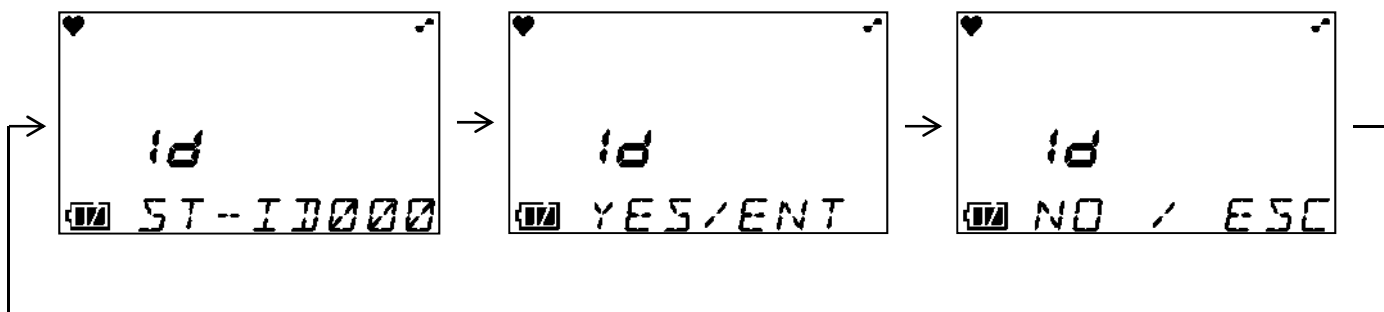 Id
ST--ID000
Id
YES/ENT
Id
NO / ESC